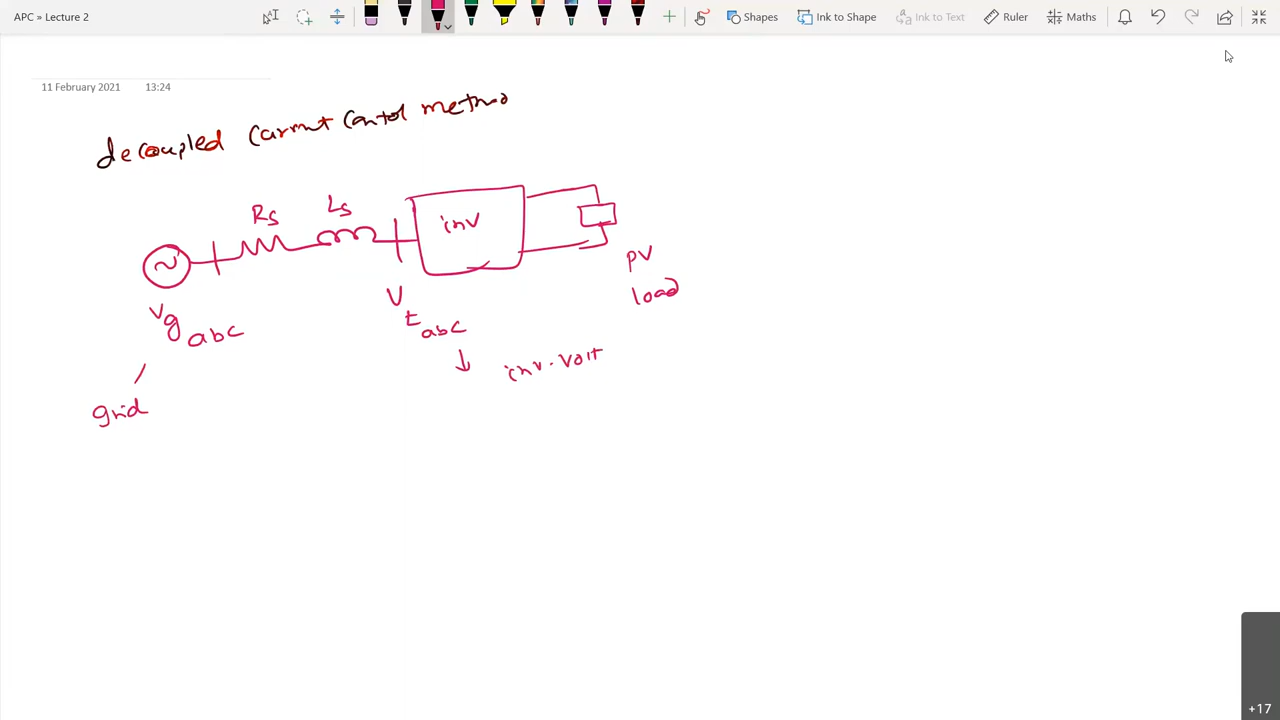 APC » Lecture 2
Shapes
Ink to Shape
Ink to Text
Ruler
Maths
11 February 2021 13:24
decoupled Current Contol method
Rs Ls
inv
PV
load
Vg abc
Vt abc
inv. volt
grid
+17